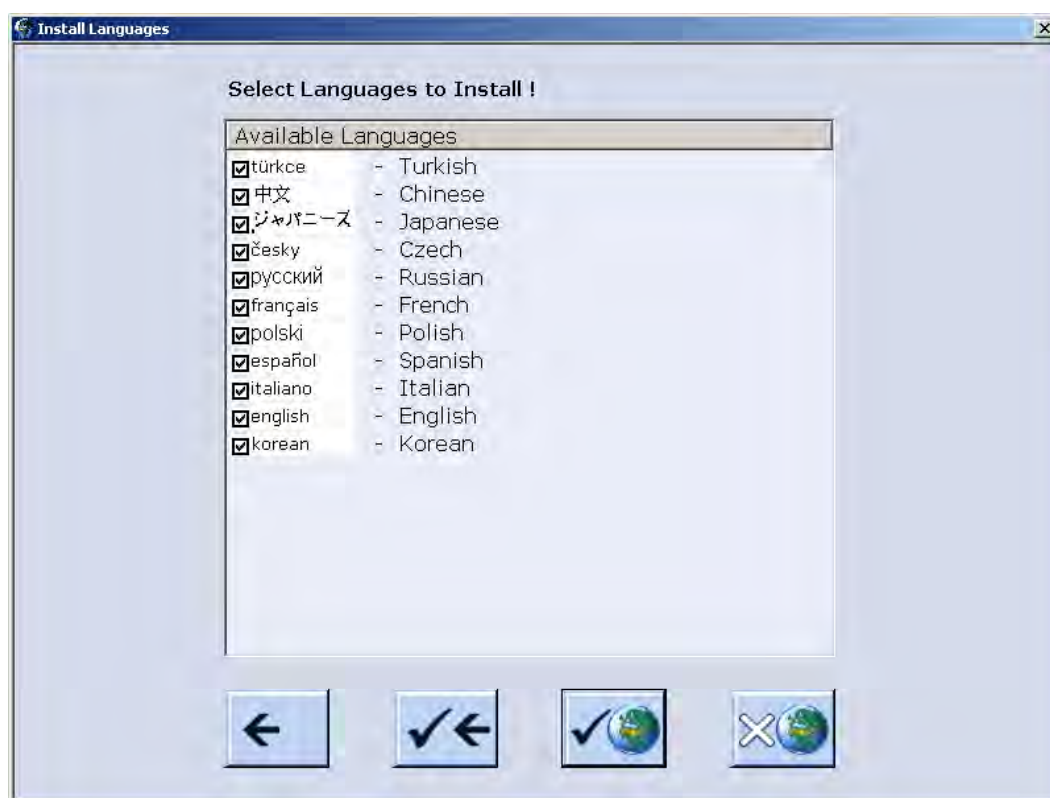 Install Languages
Select Languages to Install !
Available Languages
türkce - Turkish
中文 - Chinese
ジャパニーズ - Japanese
česky - Czech
русский - Russian
français - French
polski - Polish
español - Spanish
italiano - Italian
english - English
korean - Korean